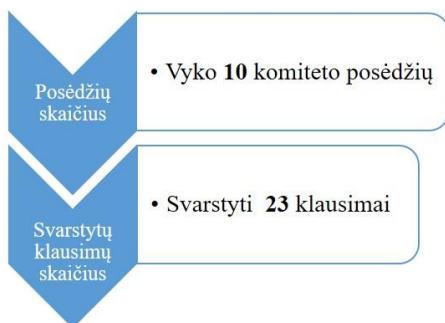 Posėdžių
skaičius
• Vyko 10 komiteto posėdžių
Svarstytų
klausimų
skaičius
• Svarstyti 23 klausimai